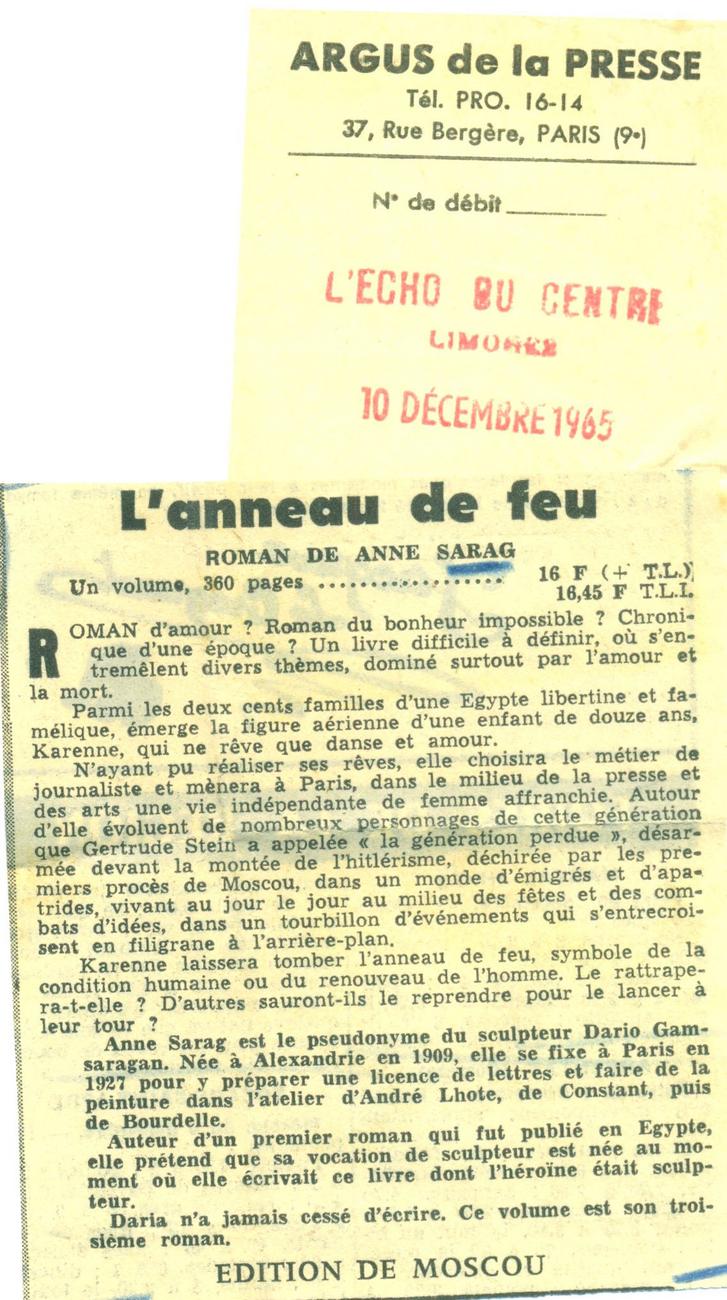 ARGUS de la PRESSE
Tél. PRO. 16-14
37, Rue Bergère, PARIS (9e)
N° de débit
L'ECHO DU CENTRE
LIMOGES
10 DÉCEMBRE 1965
L'anneau de feu
ROMAN DE ANNE SARAG
Un volume, 360 pages .................. 16 F (+ T.L.)
16,45 F T.L.I.
ROMAN d'amour ? Roman du bonheur impossible ? Chroni-
que d'une époque ? Un livre difficile à définir, où s'en-
tremêlent divers thèmes, dominé surtout par l'amour et
la mort.
Parmi les deux cents familles d'une Egypte libertine et fa-
mélique, émerge la figure aérienne d'une enfant de douze ans,
Karenne, qui ne rêve que danse et amour.
N'ayant pu réaliser ses rêves, elle choisira le métier de
journaliste et mènera à Paris, dans le milieu de la presse et
des arts une vie indépendante de femme affranchie. Autour
d'elle évoluent de nombreux personnages de cette génération
que Gertrude Stein a appelée « la génération perdue », désar-
mée devant la montée de l'hitlérisme, déchirée par les pre-
miers procès de Moscou, dans un monde d'émigrés et d'apa-
trides, vivant au jour le jour au milieu des fêtes et des com-
bats d'idées, dans un tourbillon d'événements qui s'entrecroi-
sent en filigrane à l'arrière-plan.
Karenne laissera tomber l'anneau de feu, symbole de la
condition humaine ou du renouveau de l'homme. Le rattrape-
ra-t-elle ? D'autres sauront-ils le reprendre pour le lancer à
leur tour ?
Anne Sarag est le pseudonyme du sculpteur Dario Gam-
saragan. Née à Alexandrie en 1909, elle se fixe à Paris en
1927 pour y préparer une licence de lettres et faire de la
peinture dans l'atelier d'André Lhote, de Constant, puis
de Bourdelle.
Auteur d'un premier roman qui fut publié en Egypte,
elle prétend que sa vocation de sculpteur est née au mo-
ment où elle écrivait ce livre dont l'héroïne était sculp-
teur.
Daria n'a jamais cessé d'écrire. Ce volume est son troi-
sième roman.
EDITION DE MOSCOU